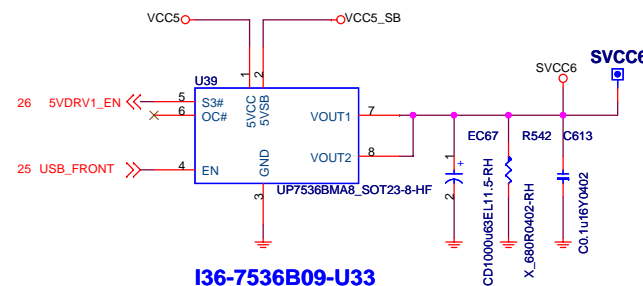 VCC5
VCC5_SB
SVCC6
SVCC6
U39
1
2
26 5VDRV1_EN
5
S3#
6
OC#
5VCC
5VSB
VOUT1
7
25 USB_FRONT
4
EN
GND
VOUT2
8
3
UP7536BMA8_SOT23-8-HF
EC67
R542
C613
1
+
2
CD1000u63EL11.5-RH
X_680R0402-RH
C0.1u16Y0402
I36-7536B09-U33